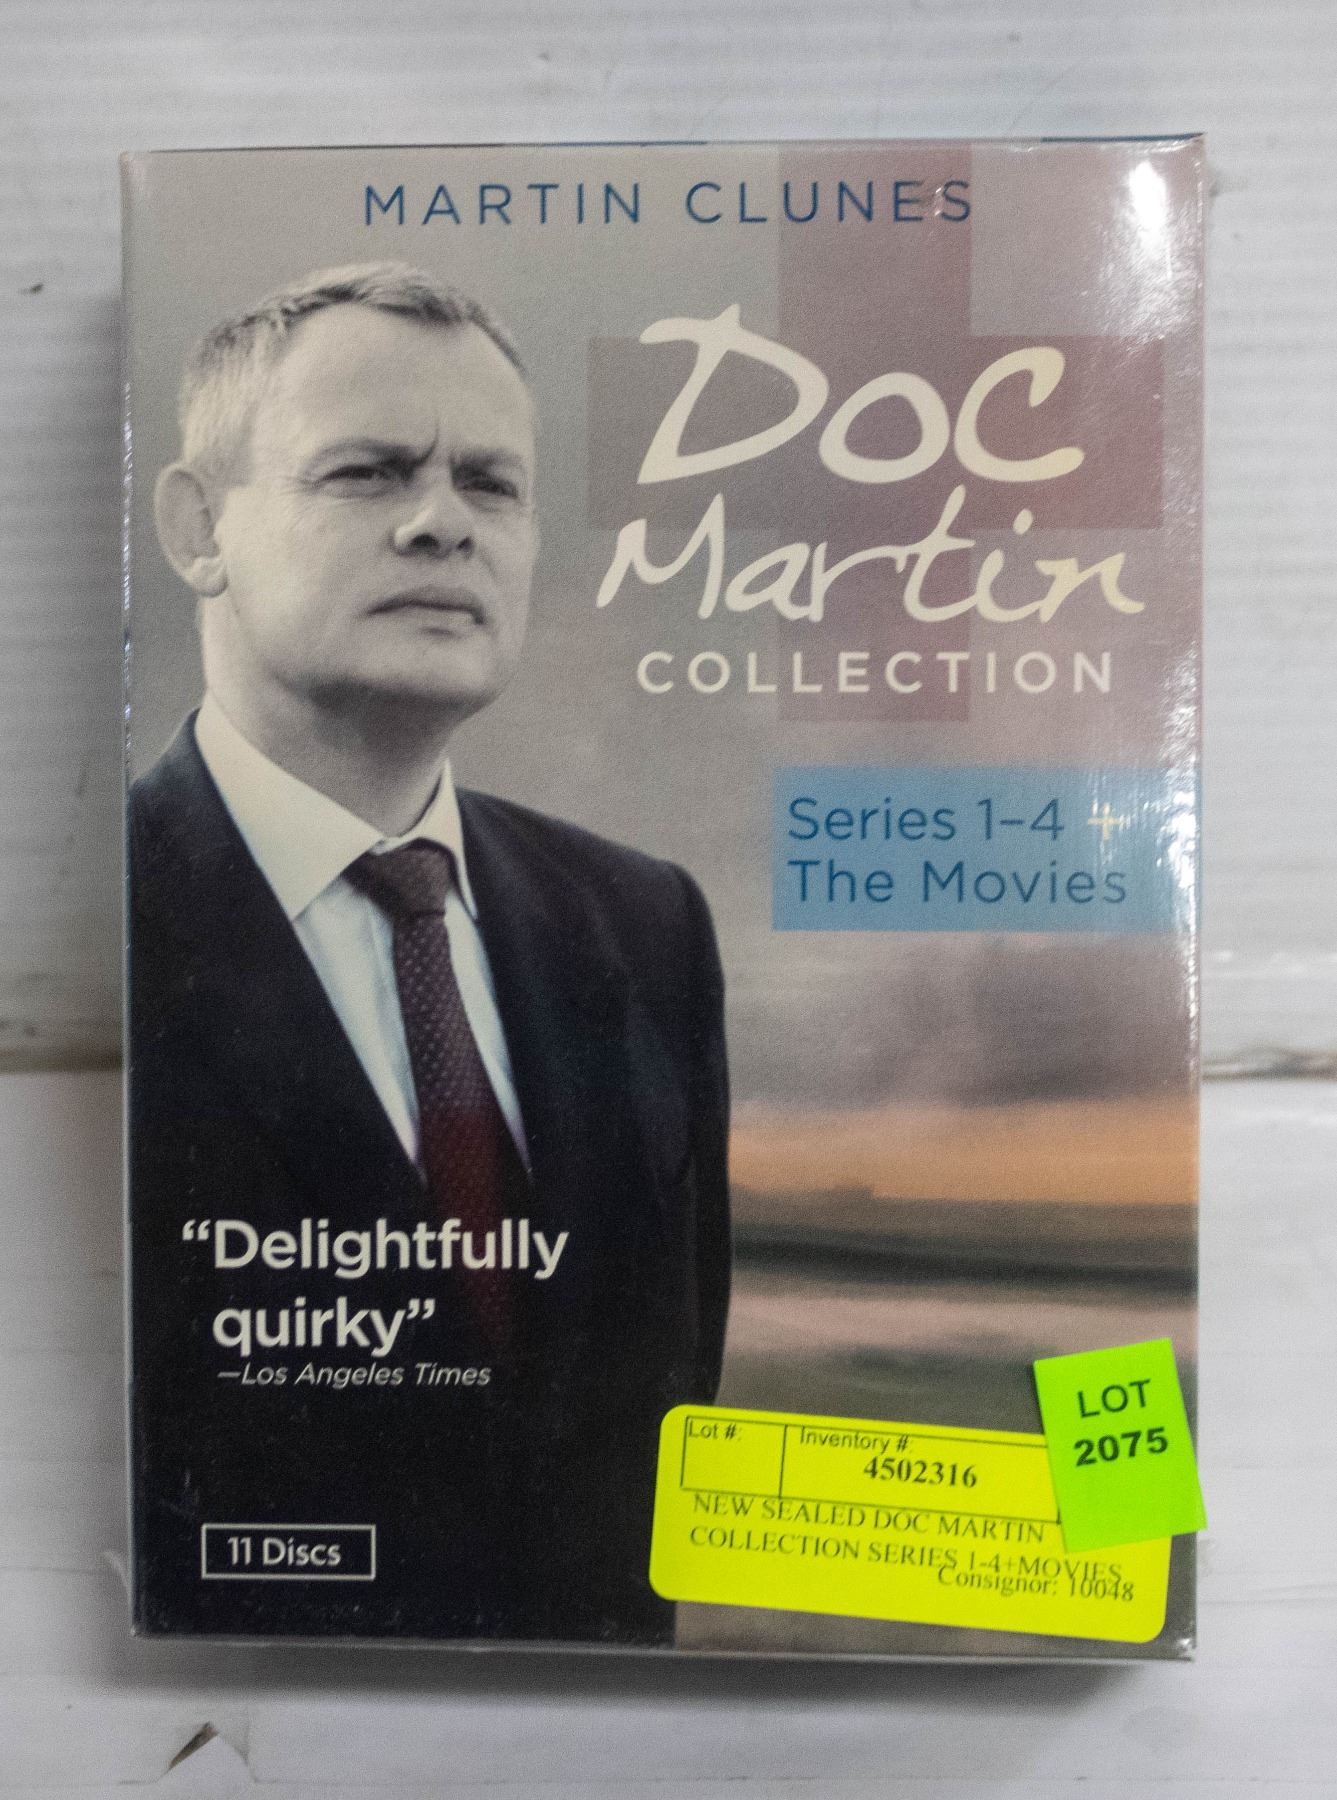 MARTIN CLUNES
Doc
Martin
COLLECTION
Series 1–4 +
The Movies
“Delightfully
quirky”
—Los Angeles Times
11 Discs
LOT
2075
Lot #:
Inventory #:
4502316
NEW SEALED DOC MARTIN
COLLECTION SERIES 1-4+MOVIES
Consignor: 10048